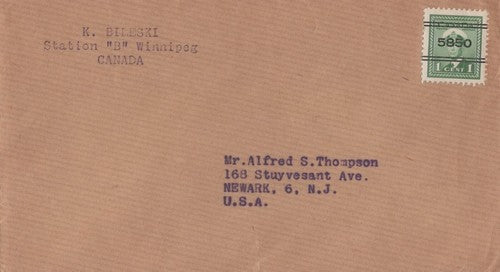 K. BILESKI
Station "B" Winnipeg
CANADA
5850
1 CENT 1
Mr.Alfred S.Thompson
168 Stuyvesant Ave.
NEWARK, 6, N.J.
U.S.A.